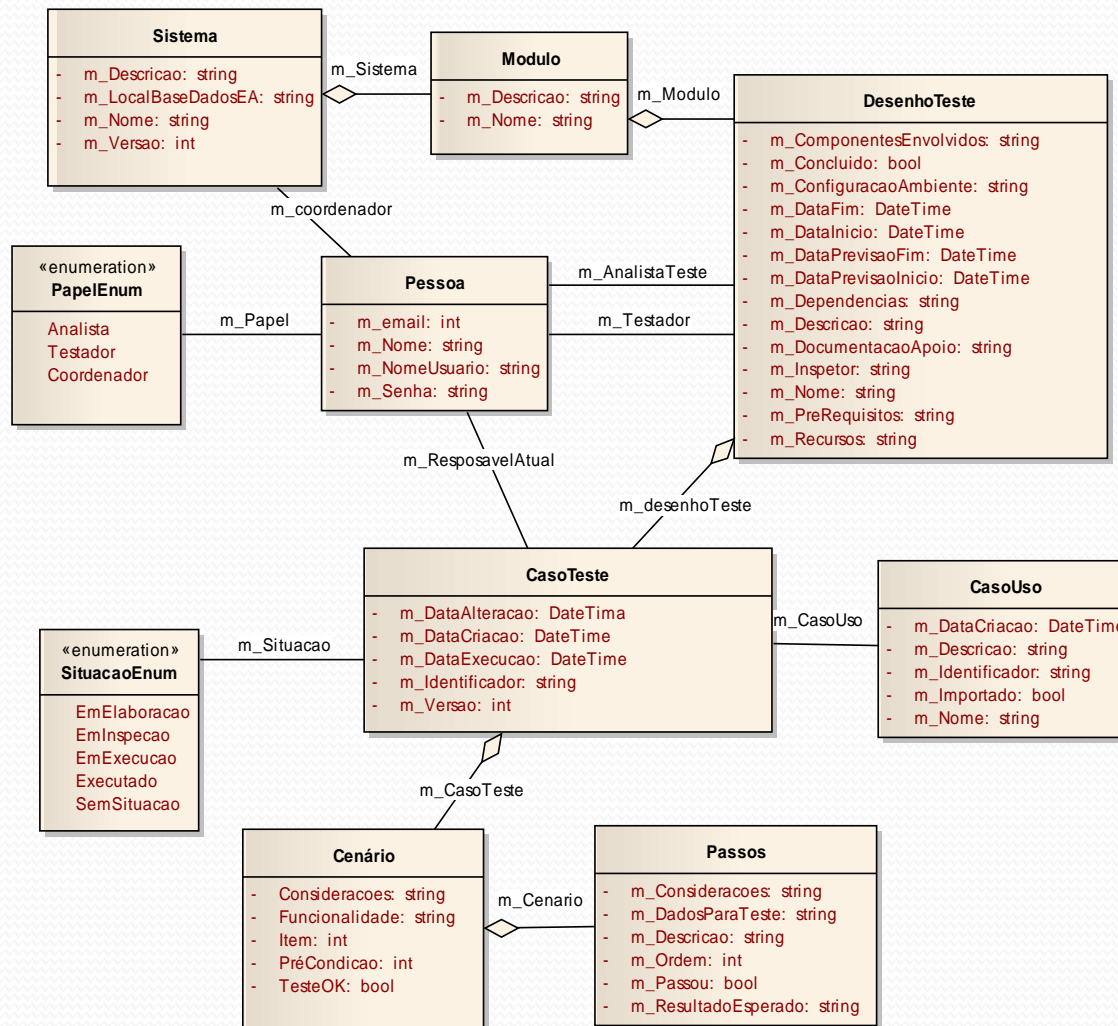 Sistema
- m_Descricao: string
- m_LocalBaseDadosEA: string
- m_Nome: string
- m_Versao: int
m_Sistema
Modulo
- m_Descricao: string
- m_Nome: string
m_Modulo
DesenhoTeste
- m_ComponentesEnvolvidos: string
- m_Concluido: bool
- m_ConfiguracaoAmbiente: string
- m_DataFim: DateTime
- m_DataInicio: DateTime
- m_DataPrevisaoFim: DateTime
- m_DataPrevisaoInicio: DateTime
- m_Dependencias: string
- m_Descricao: string
- m_DocumentacaoApoio: string
- m_Inspetor: string
- m_Nome: string
- m_PreRequisitos: string
- m_Recursos: string
m_coordenador
«enumeration»
PapelEnum
Analista
Testador
Coordenador
m_Papel
Pessoa
- m_email: int
- m_Nome: string
- m_NomeUsuario: string
- m_Senha: string
m_AnalistaTeste
m_Testador
m_ResposavelAtual
m_desenhoTeste
CasoTeste
- m_DataAlteracao: DateTima
- m_DataCriacao: DateTime
- m_DataExecucao: DateTime
- m_Identificador: string
- m_Versao: int
m_CasoUso
CasoUso
- m_DataCriacao: DateTime
- m_Descricao: string
- m_Identificador: string
- m_Importado: bool
- m_Nome: string
«enumeration»
SituacaoEnum
EmElaboracao
EmInspecao
EmExecucao
Executado
SemSituacao
m_Situacao
m_CasoTeste
Cenário
- Consideracoes: string
- Funcionalidade: string
- Item: int
- PréCondicao: int
- TesteOK: bool
m_Cenario
Passos
- m_Consideracoes: string
- m_DadosParaTeste: string
- m_Descricao: string
- m_Ordem: int
- m_Passou: bool
- m_ResultadoEsperado: string